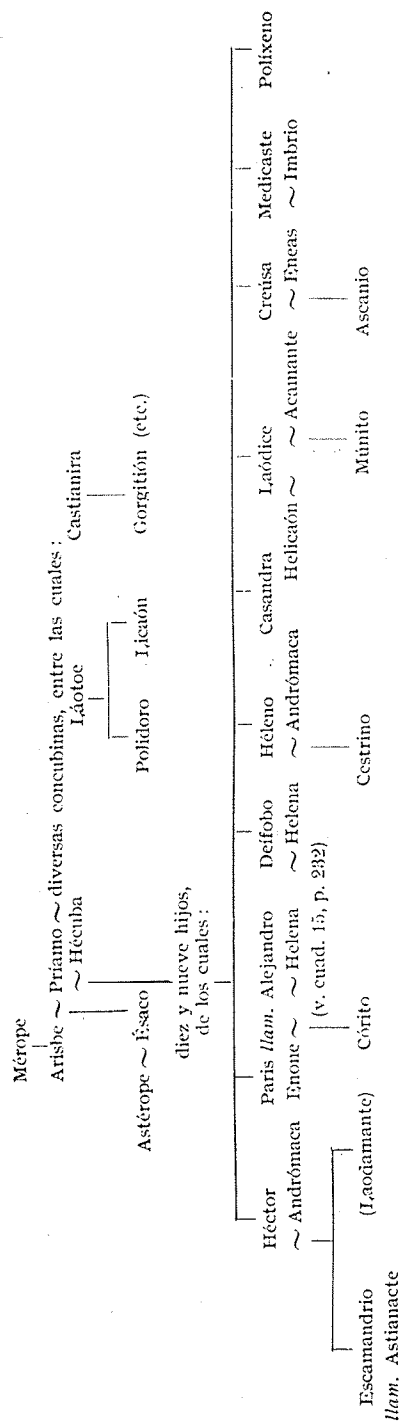 Mérope
Arisbe ~ Príamo ~ diversas concubinas, entre las cuales :
~ Hécuba Láotoe Castianira
Astérope ~ Ésaco Polidoro Licaón Gorgitión (etc.)
diez y nueve hijos,
de los cuales :
Héctor Paris llam. Alejandro Deífobo Héleno Casandra Laódice Creúsa Medicaste Políxeno
~ Andrómaca Enone ~ ~ Helena ~ Helena ~ Andrómaca Helicaón ~ ~ Acamante ~ Eneas ~ Imbrio
(v. cuad. 15, p. 232)
Escamandrio (Laodamante) Córito Cestrino Múnito Ascanio
llam. Astianacte